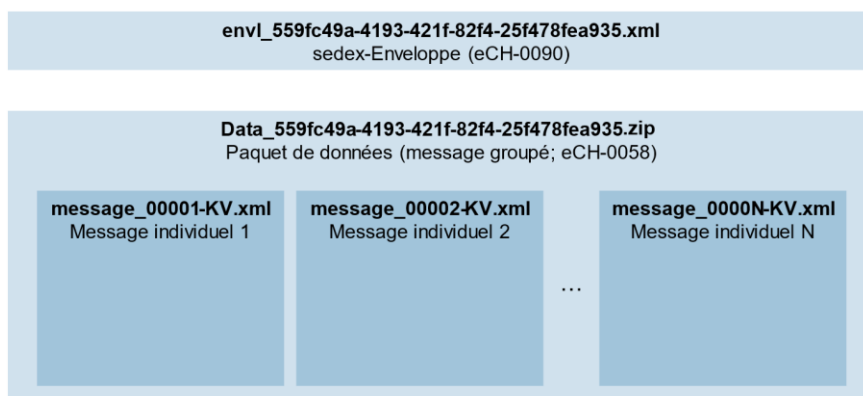 envl_559fc49a-4193-421f-82f4-25f478fea935.xml
sedex-Enveloppe (eCH-0090)
Data_559fc49a-4193-421f-82f4-25f478fea935.zip
Paquet de données (message groupé; eCH-0058)
message_00001-KV.xml
Message individuel 1
message_00002-KV.xml
Message individuel 2
...
message_0000N-KV.xml
Message individuel N